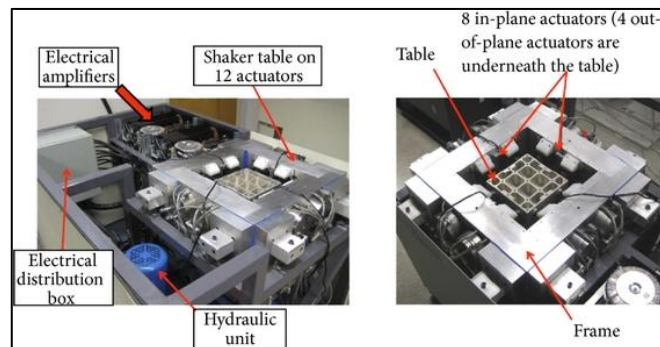 Electrical
amplifiers
Shaker table on
12 actuators
Electrical
distribution
box
Hydraulic
unit
8 in-plane actuators (4 out-
of-plane actuators are
underneath the table)
Table
Frame